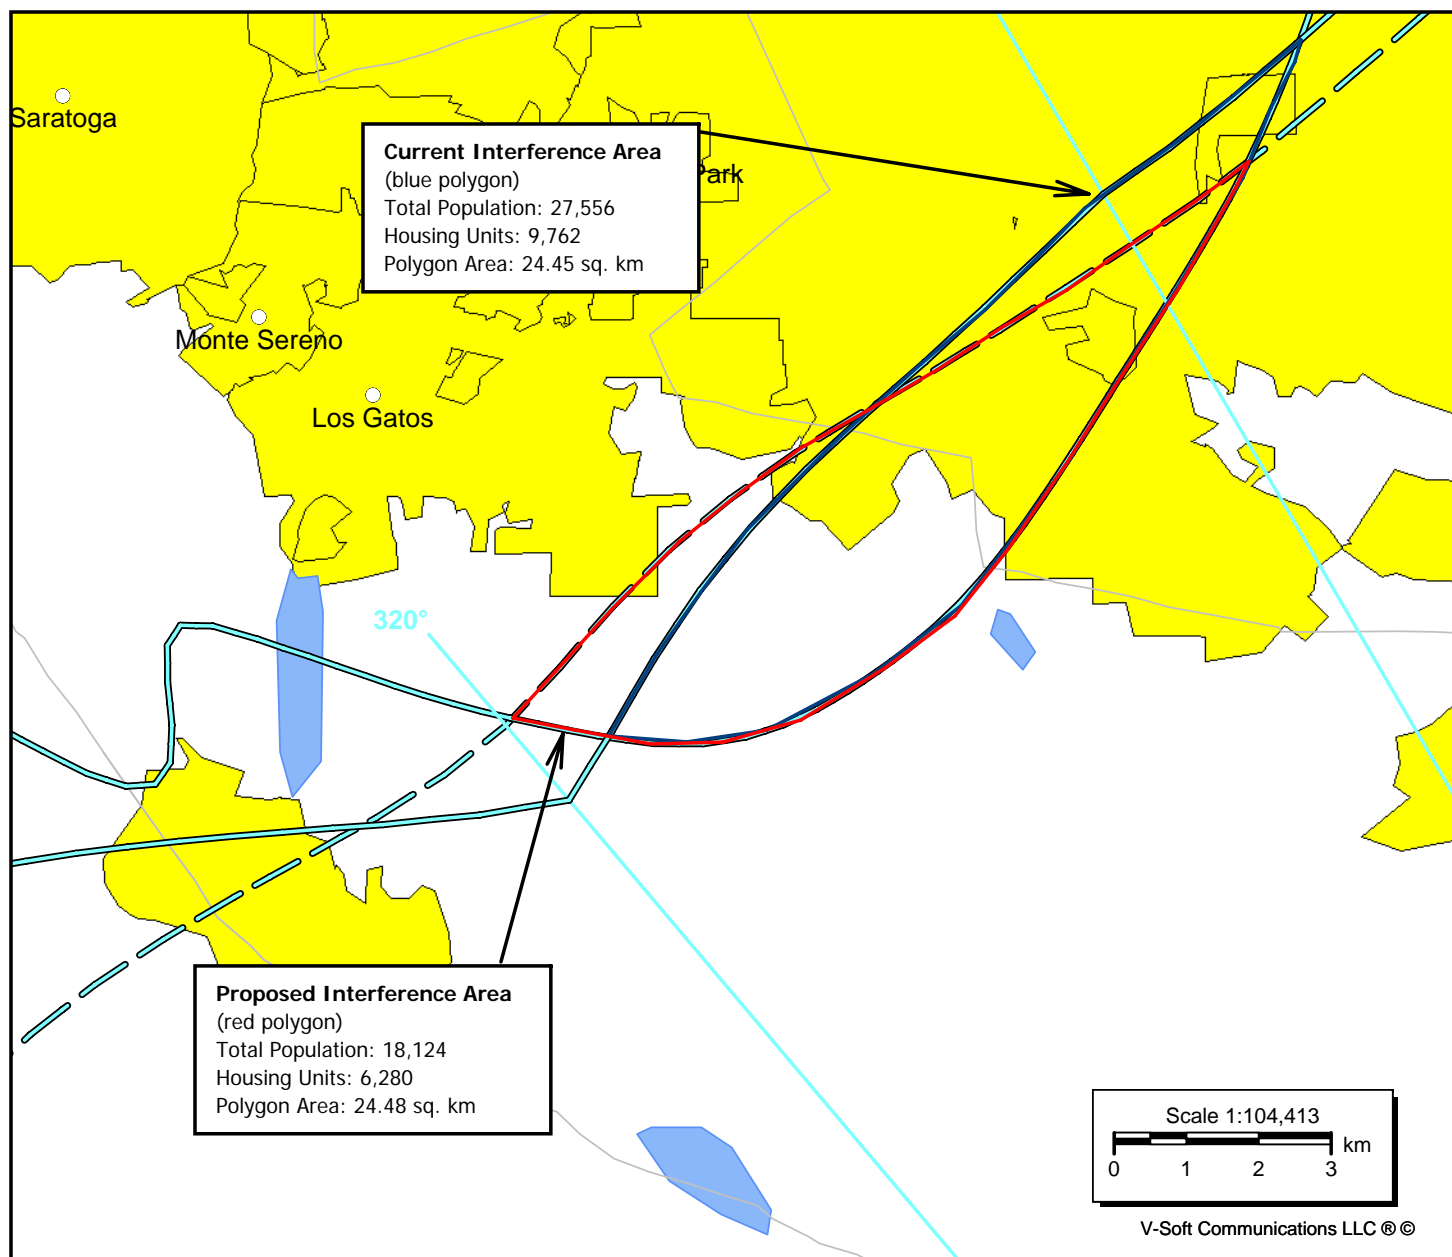 Saratoga
Current Interference Area
(blue polygon)
Total Population: 27,556
Housing Units: 9,762
Polygon Area: 24.45 sq. km
Park
Monte Sereno
Los Gatos
320°
Proposed Interference Area
(red polygon)
Total Population: 18,124
Housing Units: 6,280
Polygon Area: 24.48 sq. km
Scale 1:104,413
km
0 1 2 3
V-Soft Communications LLC ® ©